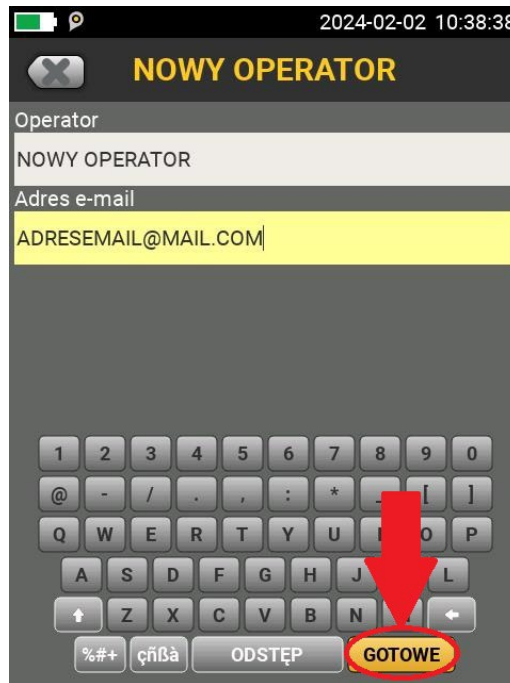 2024-02-02 10:38:38
NOWY OPERATOR
Operator
NOWY OPERATOR
Adres e-mail
ADRESEMAIL@MAIL.COM
1 2 3 4 5 6 7 8 9 0
@ - / . , : * _ [ ]
Q W E R T Y U O P
A S D F G H J L
Z X C V B N
%#+ çñßà ODSTĘP GOTOWE